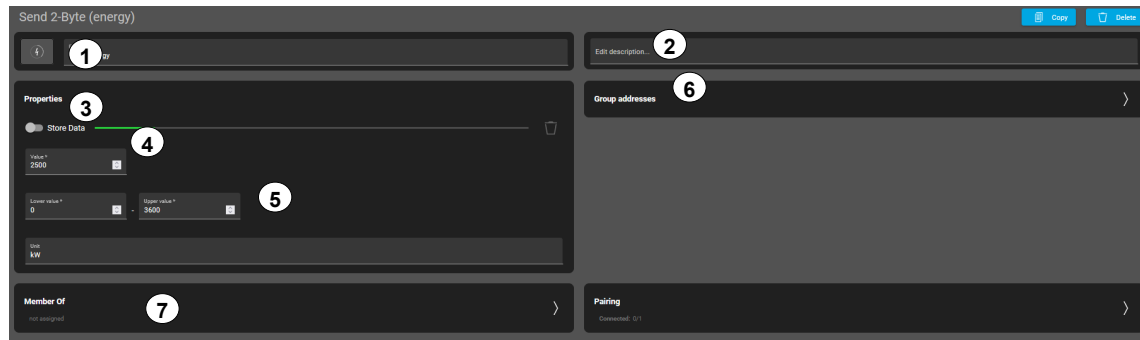 Send 2-Byte (energy)
Copy
Delete
1
2
Edit description...
Properties
3
6
Group addresses
Store Data
4
Value *
2500
5
Lower value *
0
-
Upper value *
3600
Unit
kW
Member Of
not assigned
7
Pairing
Connected: 0/1